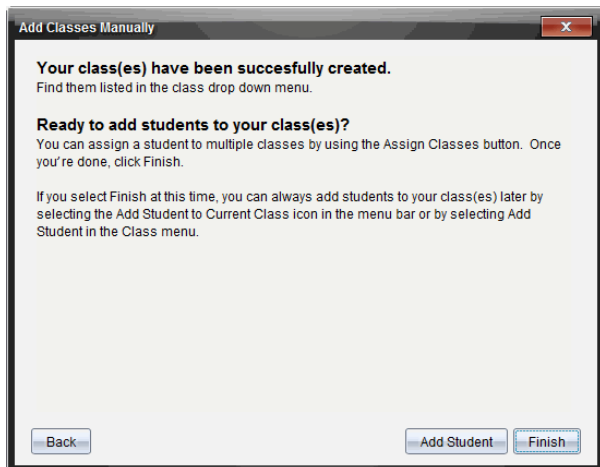 Add Classes Manually
Your class(es) have been succesfully created.
Find them listed in the class drop down menu.
Ready to add students to your class(es)?
You can assign a student to multiple classes by using the Assign Classes button. Once
you're done, click Finish.
If you select Finish at this time, you can always add students to your class(es) later by
selecting the Add Student to Current Class icon in the menu bar or by selecting Add
Student in the Class menu.
Back
Add Student
Finish